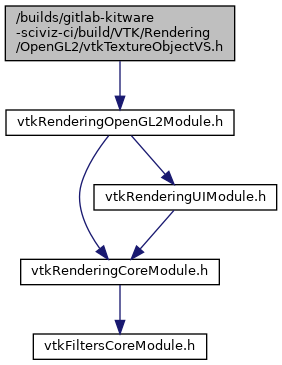 /builds/gitlab-kitware
-sciviz-ci/build/VTK/Rendering
/OpenGL2/vtkTextureObjectVS.h
vtkRenderingOpenGL2Module.h
vtkRenderingUIModule.h
vtkRenderingCoreModule.h
vtkFiltersCoreModule.h